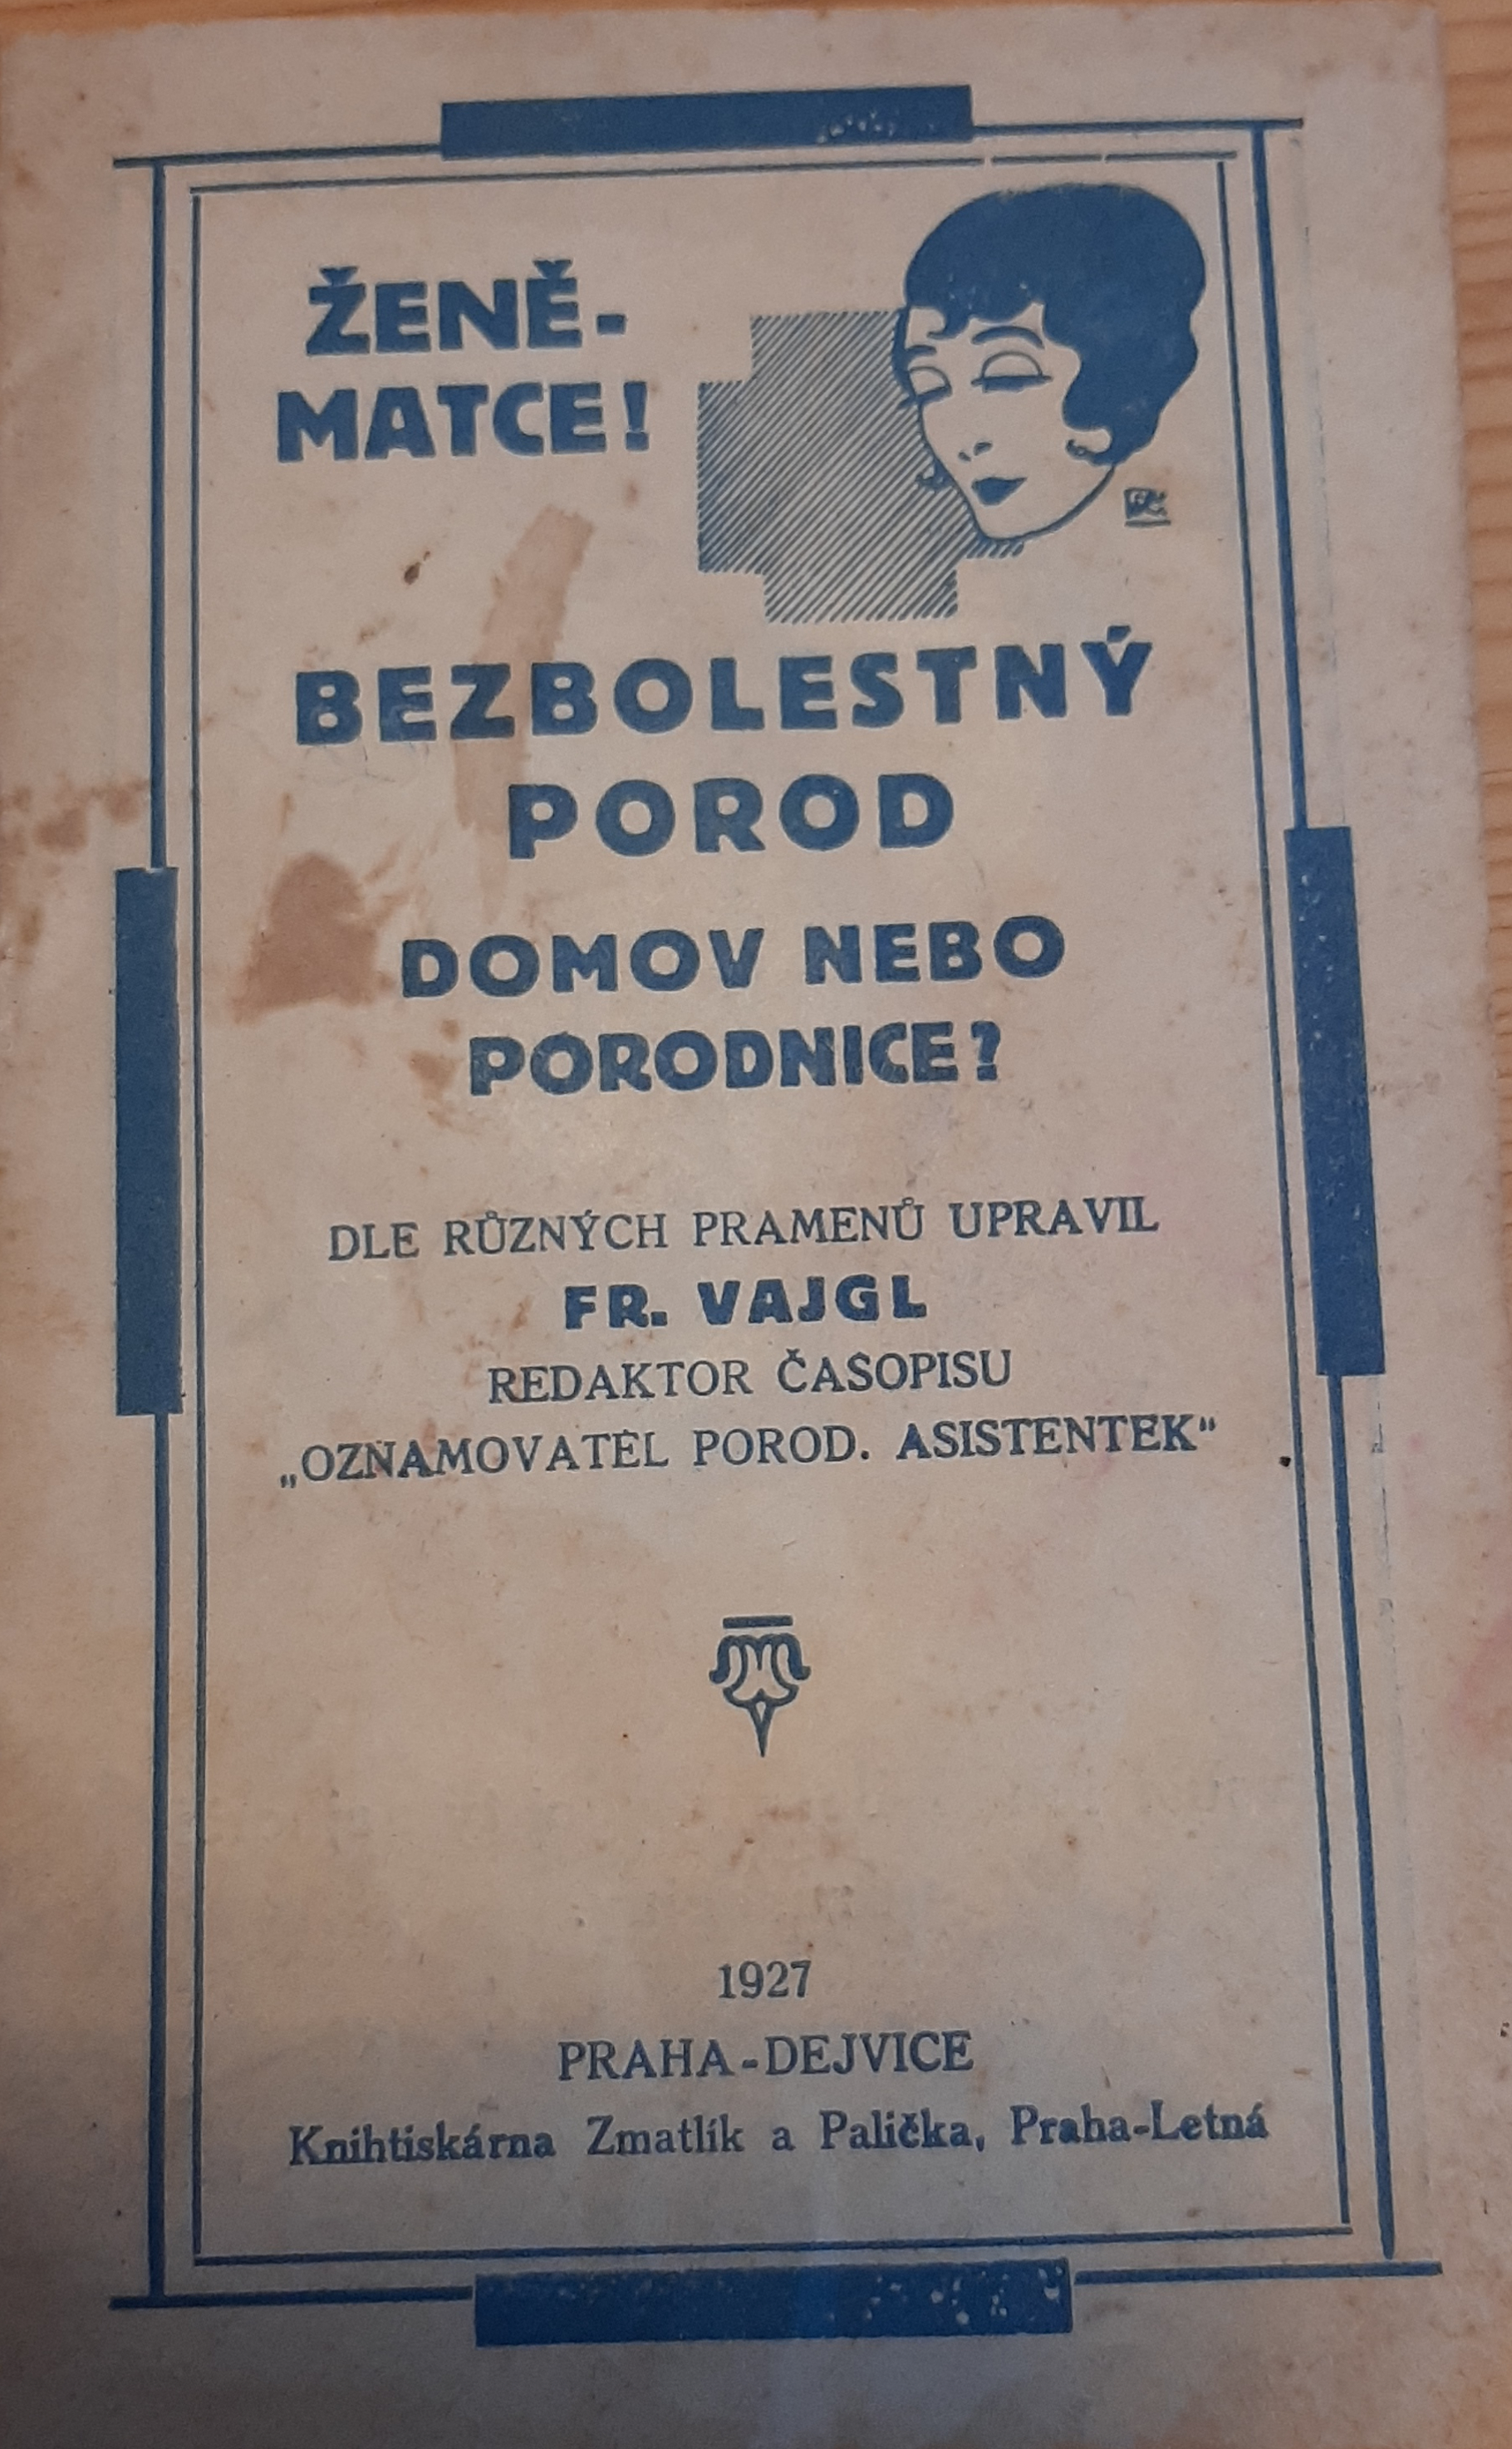 ŽENĚ-
MATCE!
BEZBOLESTNÝ
POROD
DOMOV NEBO
PORODNICE?
DLE RŮZNÝCH PRAMENŮ UPRAVIL
FR. VAJGL
REDAKTOR ČASOPISU
„OZNAMOVATEL POROD. ASISTENTEK“
1927
PRAHA-DEJVICE
Knihtiskárna Zmatlík a Palička, Praha-Letná